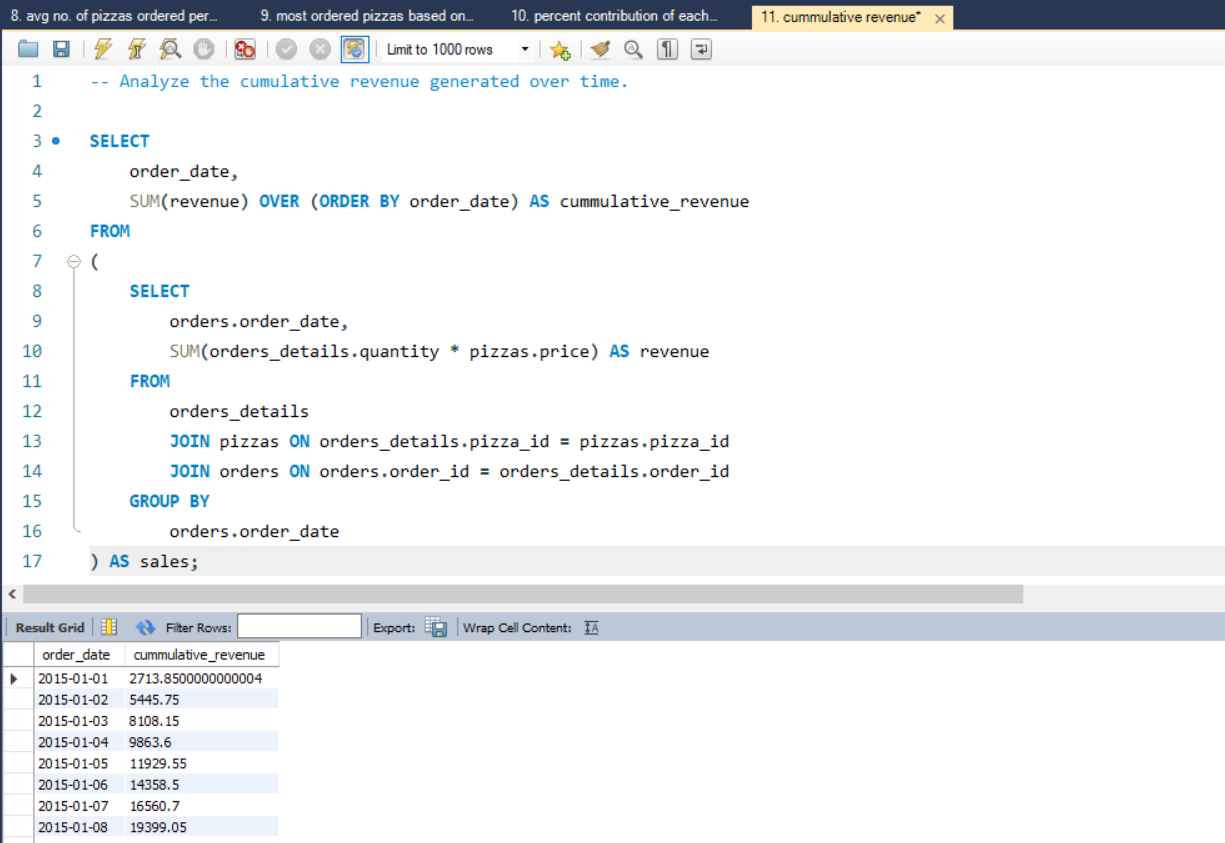 8. avg no. of pizzas ordered per... 9. most ordered pizzas based on... 10. percent contribution of each... 11. cummulative revenue*
Limit to 1000 rows
1 -- Analyze the cumulative revenue generated over time.
2
3 SELECT
4 order_date,
5 SUM(revenue) OVER (ORDER BY order_date) AS cummulative_revenue
6 FROM
7 (
8 SELECT
9 orders.order_date,
10 SUM(orders_details.quantity * pizzas.price) AS revenue
11 FROM
12 orders_details
13 JOIN pizzas ON orders_details.pizza_id = pizzas.pizza_id
14 JOIN orders ON orders.order_id = orders_details.order_id
15 GROUP BY
16 orders.order_date
17 ) AS sales;
Result Grid Filter Rows: Export: Wrap Cell Content:
order_date cummulative_revenue
2015-01-01 2713.8500000000004
2015-01-02 5445.75
2015-01-03 8108.15
2015-01-04 9863.6
2015-01-05 11929.55
2015-01-06 14358.5
2015-01-07 16560.7
2015-01-08 19399.05